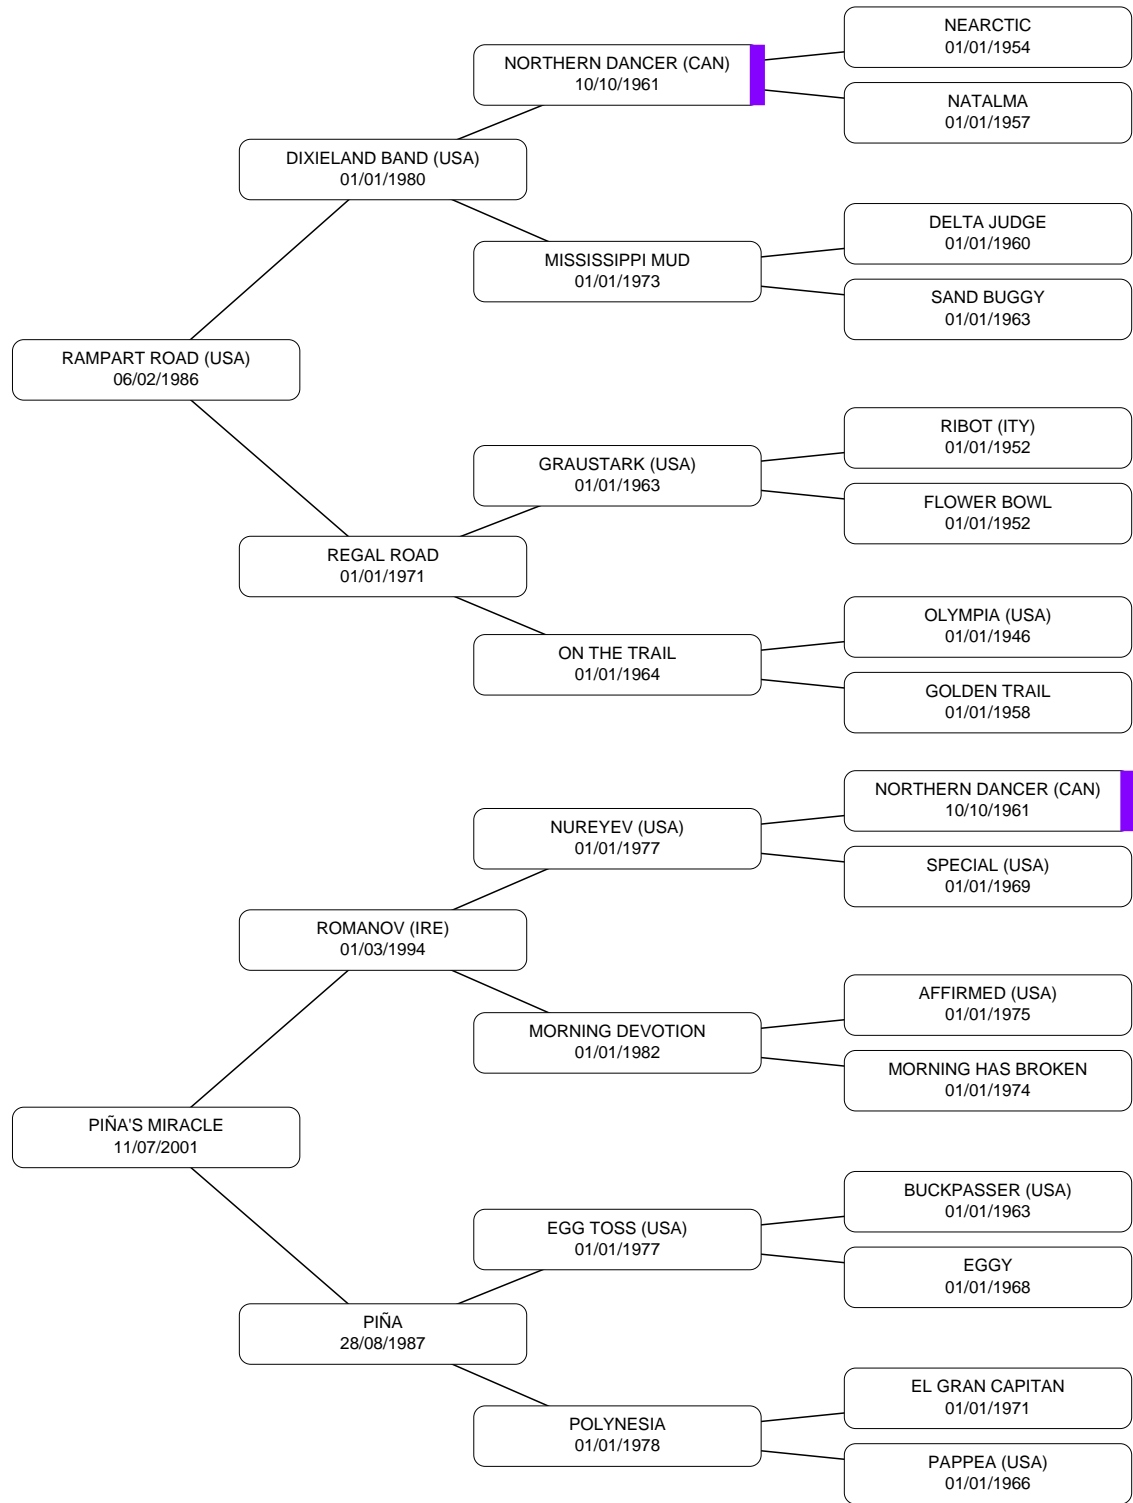 NEARCTIC
01/01/1954
NORTHERN DANCER (CAN)
10/10/1961
NATALMA
01/01/1957
DIXIELAND BAND (USA)
01/01/1980
DELTA JUDGE
01/01/1960
MISSISSIPPI MUD
01/01/1973
SAND BUGGY
01/01/1963
RAMPART ROAD (USA)
06/02/1986
RIBOT (ITY)
01/01/1952
GRAUSTARK (USA)
01/01/1963
FLOWER BOWL
01/01/1952
REGAL ROAD
01/01/1971
OLYMPIA (USA)
01/01/1946
ON THE TRAIL
01/01/1964
GOLDEN TRAIL
01/01/1958
NORTHERN DANCER (CAN)
10/10/1961
NUREYEV (USA)
01/01/1977
SPECIAL (USA)
01/01/1969
ROMANOV (IRE)
01/03/1994
AFFIRMED (USA)
01/01/1975
MORNING DEVOTION
01/01/1982
MORNING HAS BROKEN
01/01/1974
PIÑA'S MIRACLE
11/07/2001
BUCKPASSER (USA)
01/01/1963
EGG TOSS (USA)
01/01/1977
EGGY
01/01/1968
PIÑA
28/08/1987
EL GRAN CAPITAN
01/01/1971
POLYNESIA
01/01/1978
PAPPEA (USA)
01/01/1966